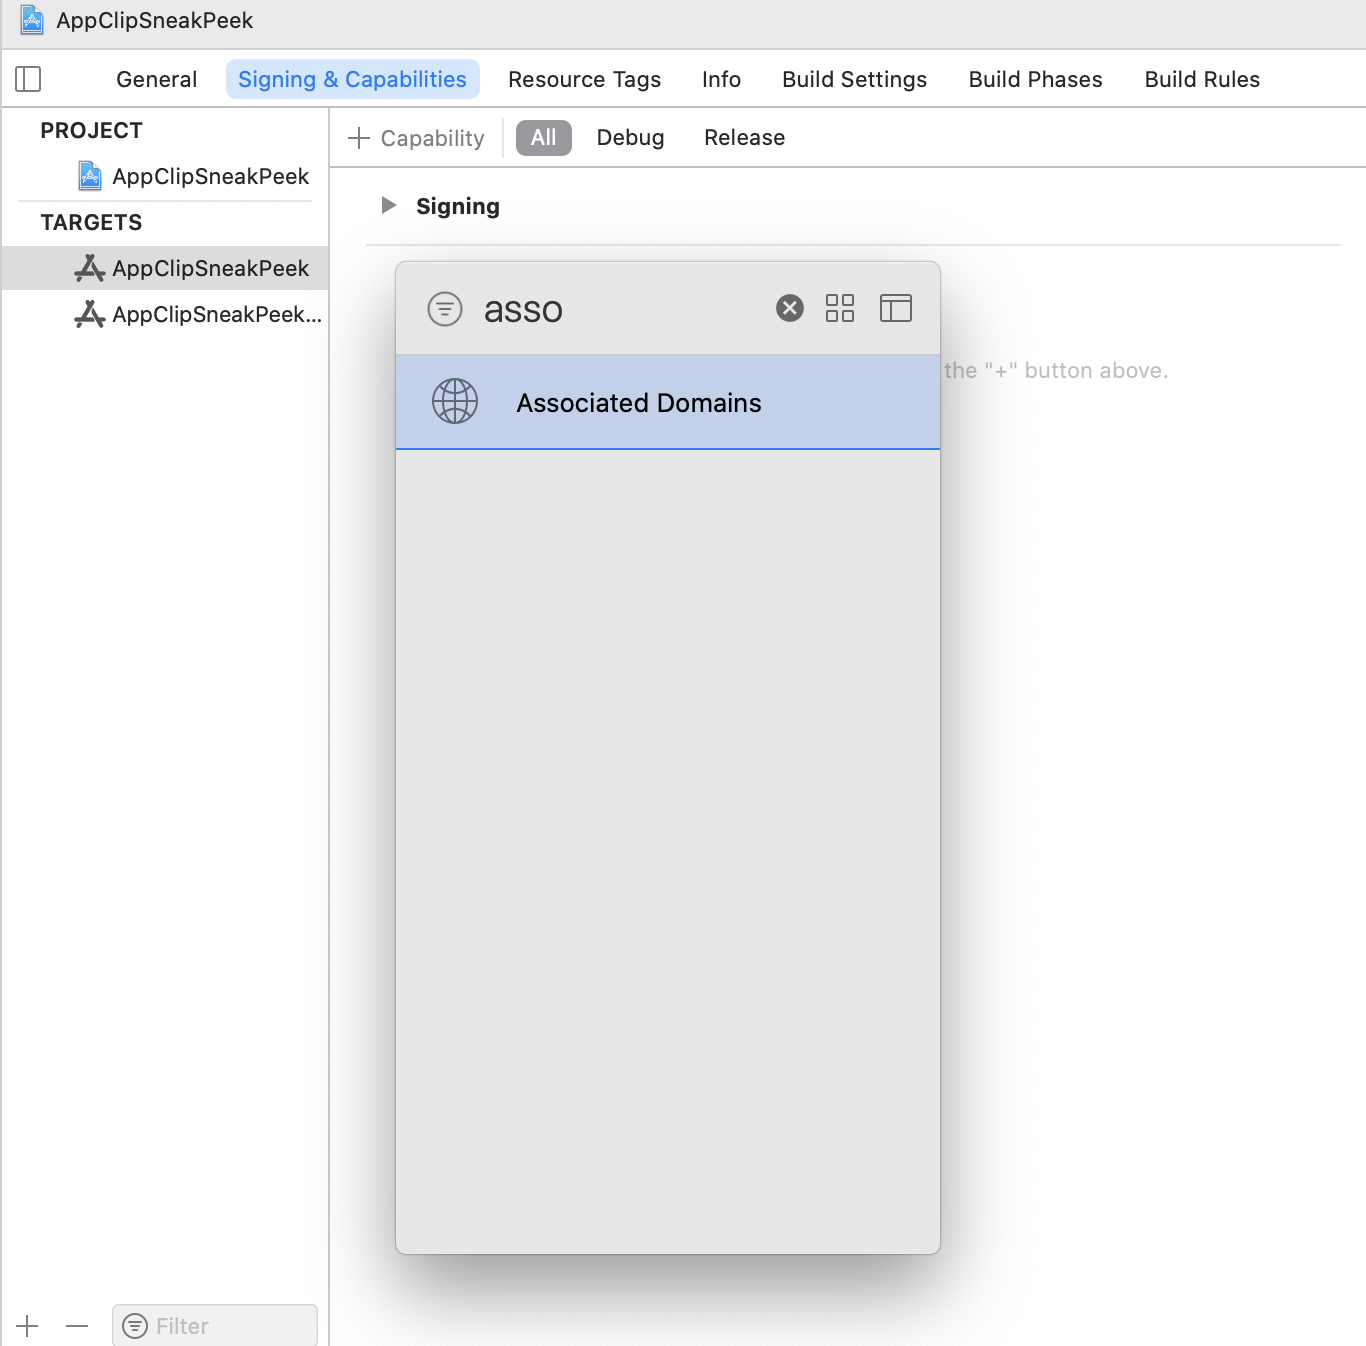 AppClipSneakPeek
General Signing & Capabilities Resource Tags Info Build Settings Build Phases Build Rules
PROJECT
AppClipSneakPeek
TARGETS
AppClipSneakPeek
AppClipSneakPeek...
+ Capability All Debug Release
Signing
asso
Associated Domains
the "+" button above.
Filter